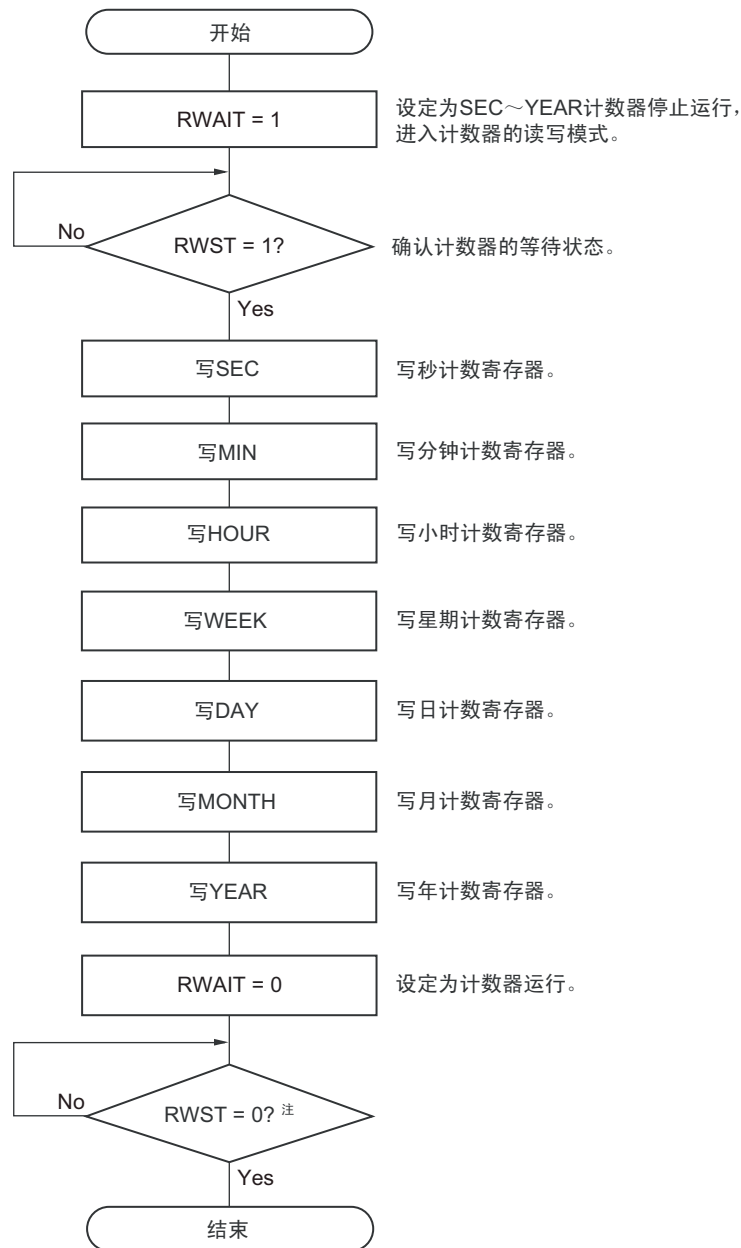 开始
RWAIT = 1
设定为SEC～YEAR计数器停止运行，
进入计数器的读写模式。
No
RWST = 1?
确认计数器的等待状态。
Yes
写SEC
写秒计数寄存器。
写MIN
写分钟计数寄存器。
写HOUR
写小时计数寄存器。
写WEEK
写星期计数寄存器。
写DAY
写日计数寄存器。
写MONTH
写月计数寄存器。
写YEAR
写年计数寄存器。
RWAIT = 0
设定为计数器运行。
No
RWST = 0? 注
Yes
结束